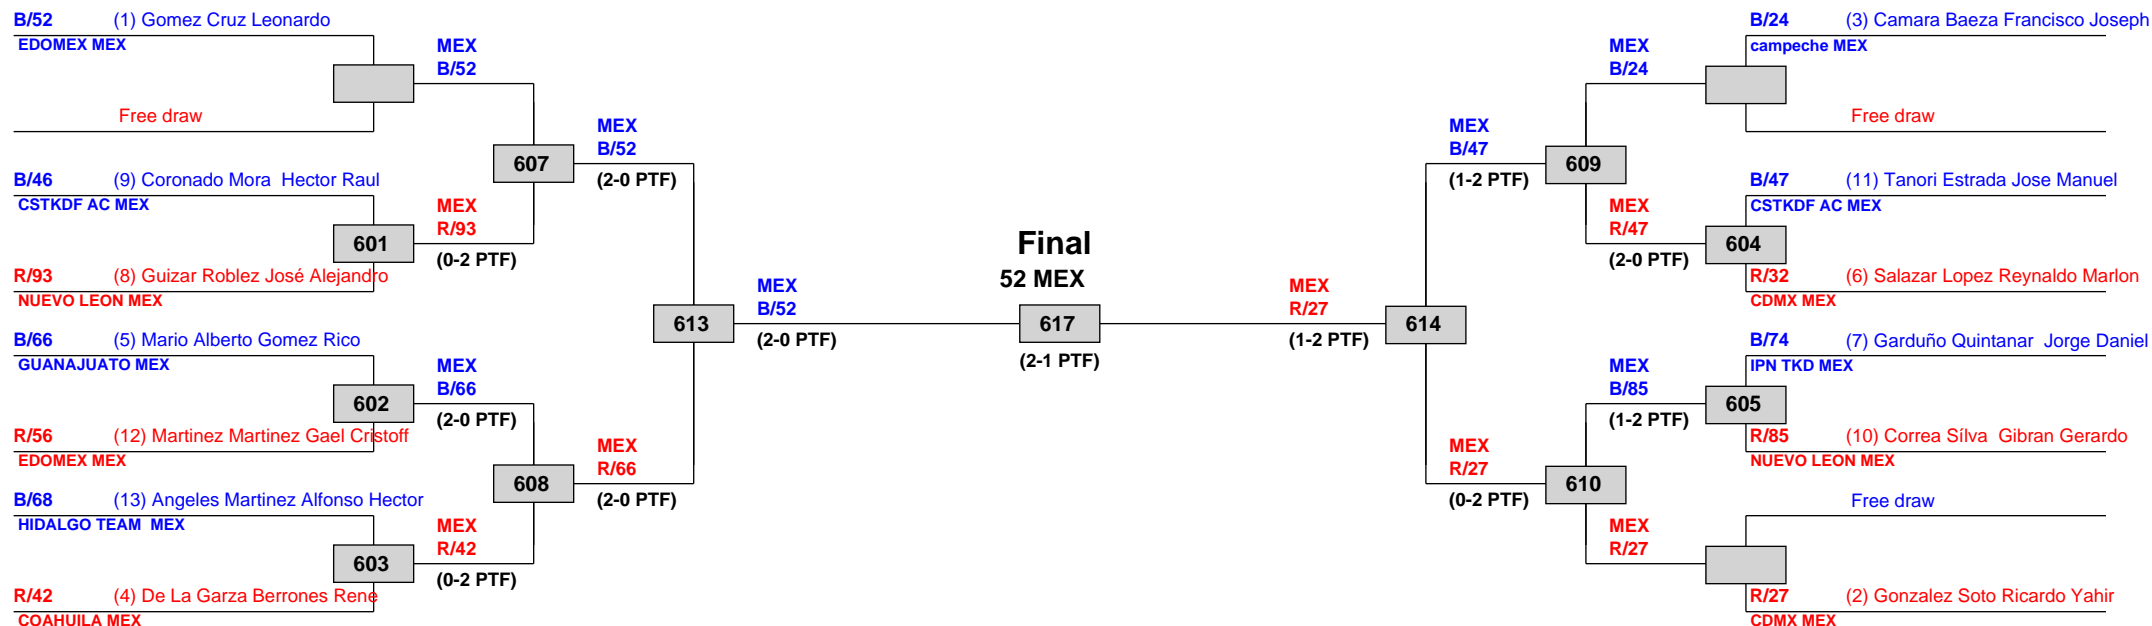 B/52 (1) Gomez Cruz Leonardo
EDOMEX MEX
Free draw
B/46 (9) Coronado Mora  Hector Raul
CSTKDF AC MEX
R/93 (8) Guizar Roblez José Alejandro
NUEVO LEON MEX
B/66 (5) Mario Alberto Gomez Rico
GUANAJUATO MEX
R/56 (12) Martinez Martinez Gael Cristoff
EDOMEX MEX
B/68 (13) Angeles Martinez Alfonso Hector
HIDALGO TEAM  MEX
R/42 (4) De La Garza Berrones Rene
COAHUILA MEX
601
602
603
MEX
B/52
MEX
R/93
(0-2 PTF)
MEX
B/66
(2-0 PTF)
MEX
R/42
(0-2 PTF)
607
608
MEX
B/52
(2-0 PTF)
MEX
R/66
(2-0 PTF)
613
MEX
B/52
(2-0 PTF)
Final
52 MEX
617
(2-1 PTF)
MEX
R/27
(1-2 PTF)
614
MEX
B/47
(1-2 PTF)
MEX
R/27
(0-2 PTF)
609
610
MEX
B/24
MEX
R/47
(2-0 PTF)
MEX
B/85
(1-2 PTF)
MEX
R/27
604
605
B/24 (3) Camara Baeza Francisco Joseph
campeche MEX
Free draw
B/47 (11) Tanori Estrada Jose Manuel
CSTKDF AC MEX
R/32 (6) Salazar Lopez Reynaldo Marlon
CDMX MEX
B/74 (7) Garduño Quintanar  Jorge Daniel
IPN TKD MEX
R/85 (10) Correa Sílva  Gibran Gerardo
NUEVO LEON MEX
Free draw
R/27 (2) Gonzalez Soto Ricardo Yahir
CDMX MEX